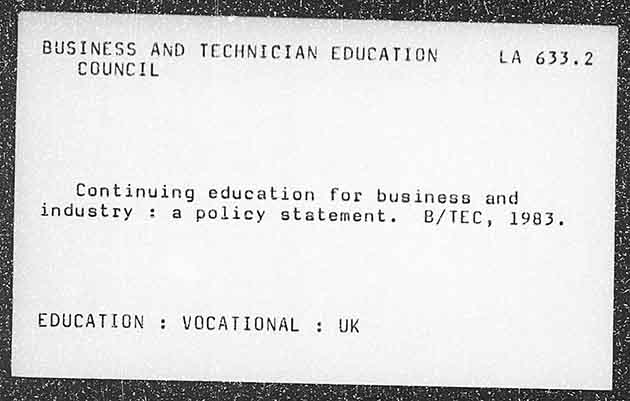 BUSINESS AND TECHNICIAN EDUCATION LA 633.2
COUNCIL
Continuing education for business and
industry : a policy statement. B/TEC, 1983.
EDUCATION : VOCATIONAL : UK